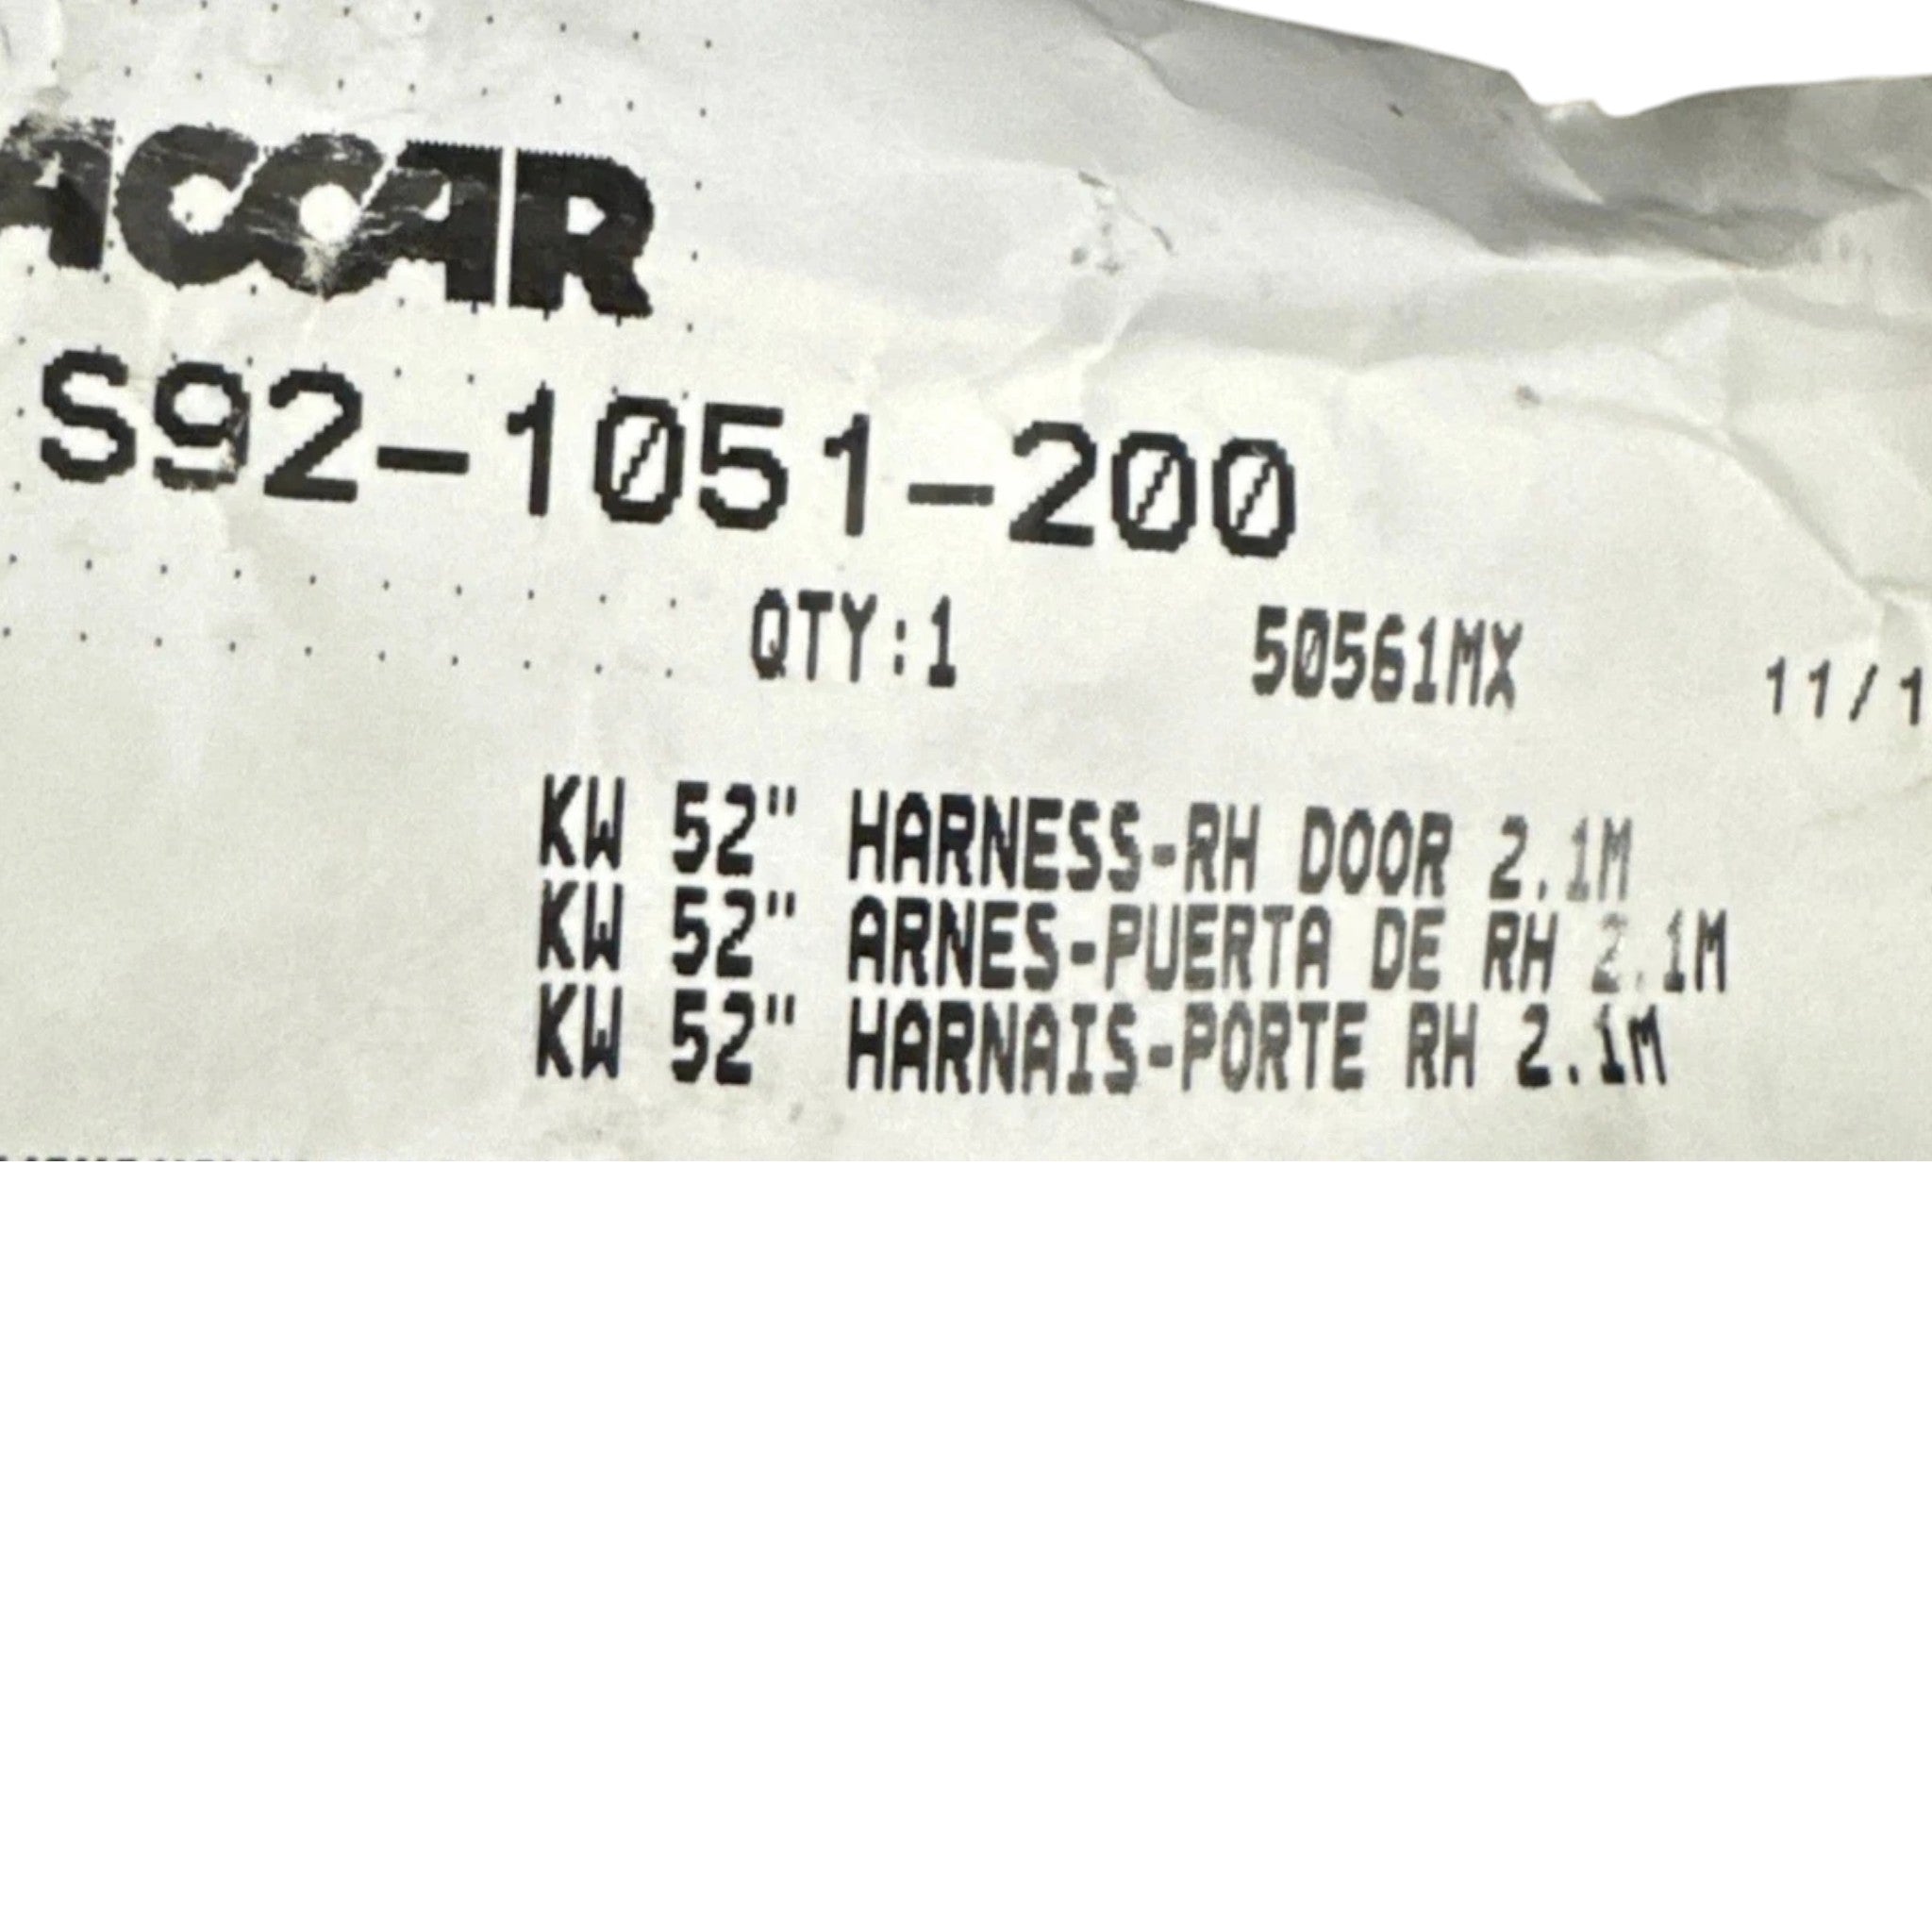 ACCAR
S92-1051-200
QTY:1 50561MX 11/1
KW 52" HARNESS-RH DOOR 2.1M
KW 52" ARNES-PUERTA DE RH 2.1M
KW 52" HARNAIS-PORTE RH 2.1M